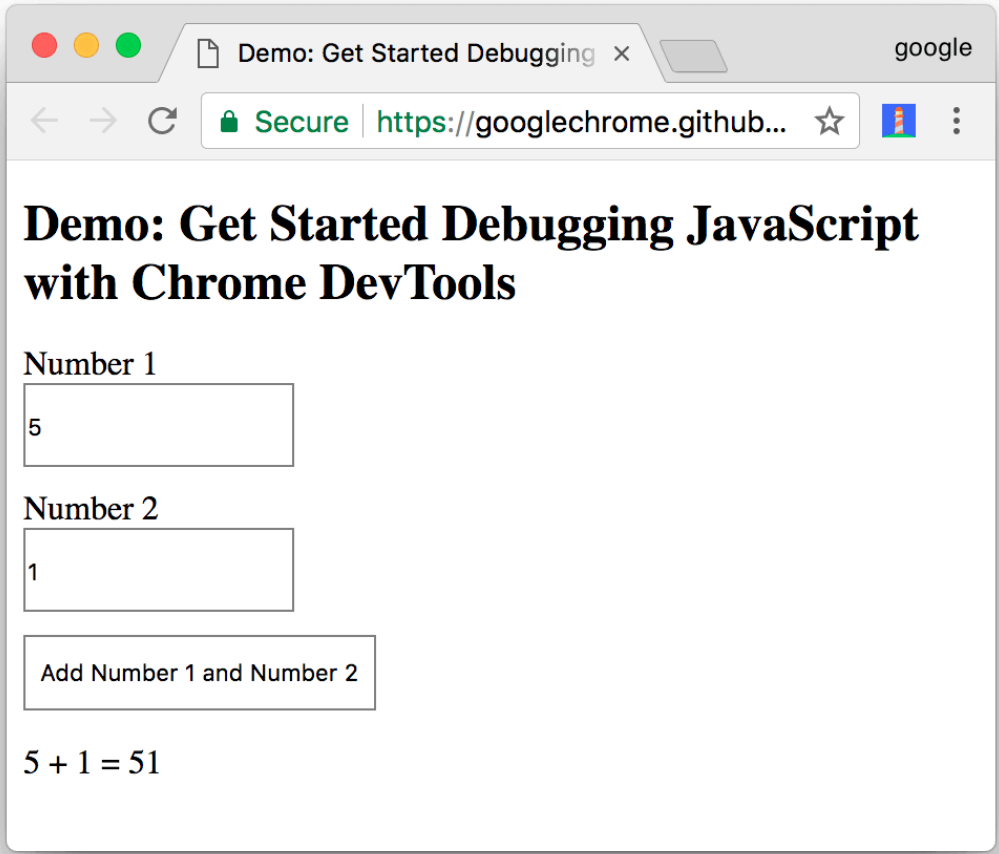 Demo: Get Started Debugging
google
Secure
https://googlechrome.github...
Demo: Get Started Debugging JavaScript
with Chrome DevTools
Number 1
5
Number 2
1
Add Number 1 and Number 2
5 + 1 = 51